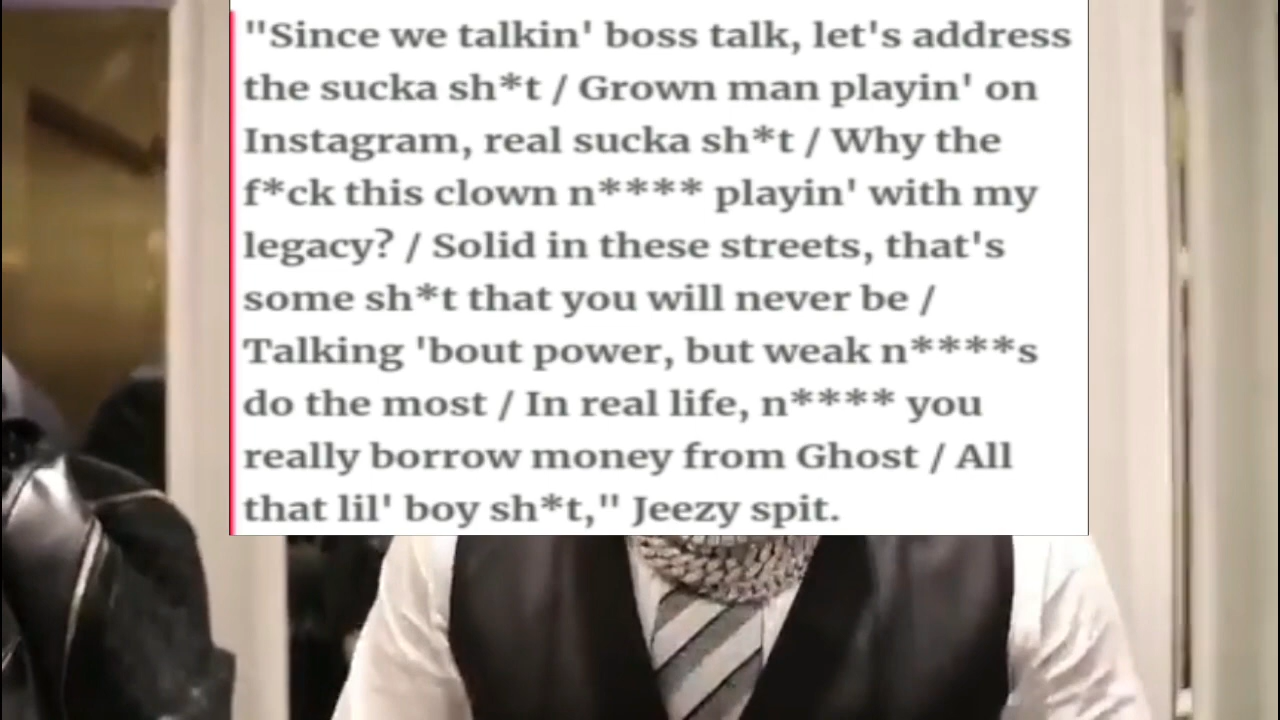 "Since we talkin' boss talk, let's address
the sucka sh*t / Grown man playin' on
Instagram, real sucka sh*t / Why the
f*ck this clown n**** playin' with my
legacy? / Solid in these streets, that's
some sh*t that you will never be /
Talking 'bout power, but weak n****s
do the most / In real life, n**** you
really borrow money from Ghost / All
that lil' boy sh*t," Jeezy spit.